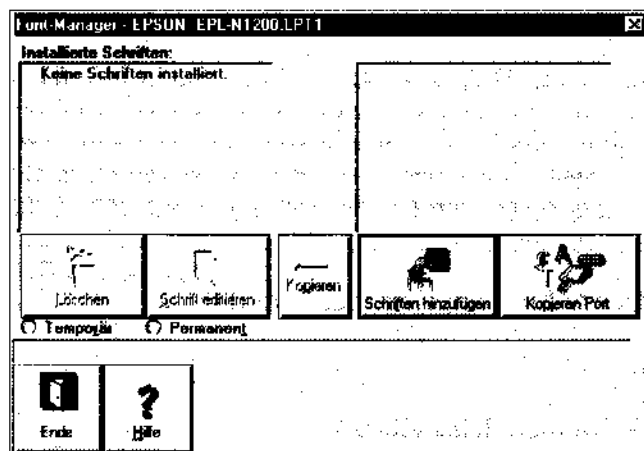 Font-Manager - EPSON EPL-N1200,LPT1
Installierte Schriften:
Keine Schriften installiert.
Löschen
Schrift editieren
Kopieren
Schriften hinzufügen
Kopieren Port
Temporär
Permanent
Ende
Hilfe